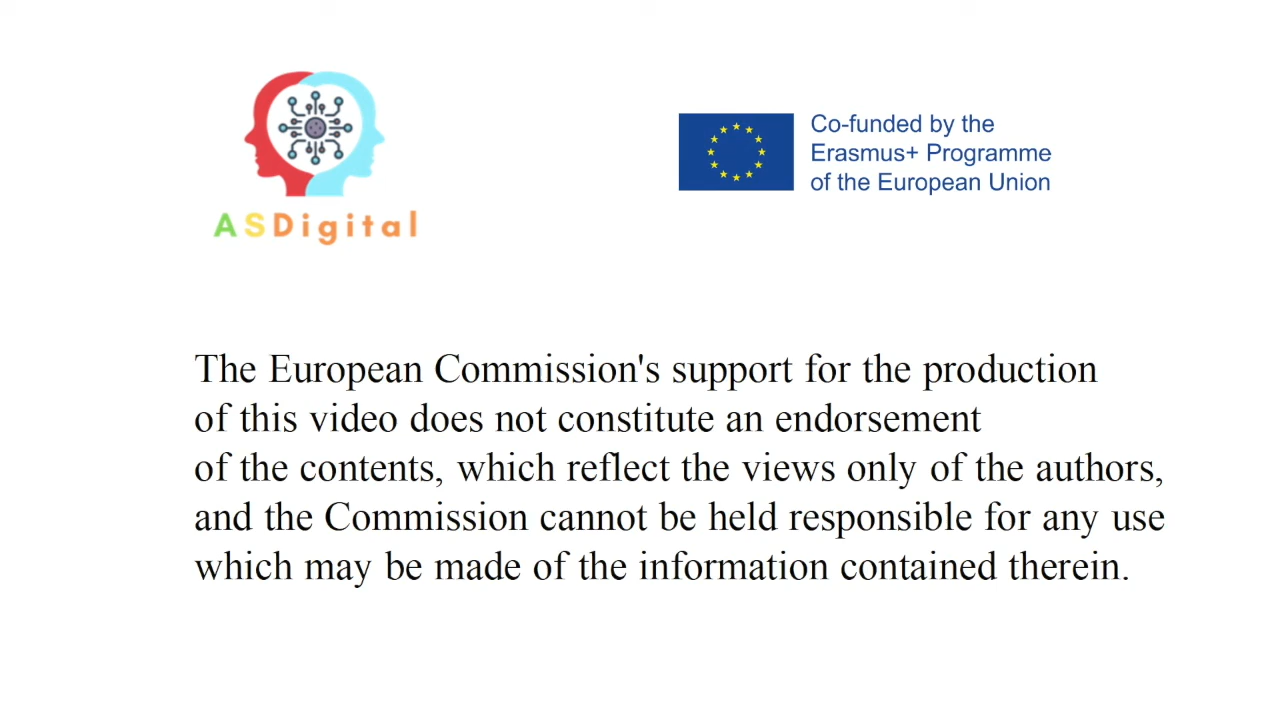 ASDigital
Co-funded by the
Erasmus+ Programme
of the European Union
The European Commission's support for the production
of this video does not constitute an endorsement
of the contents, which reflect the views only of the authors,
and the Commission cannot be held responsible for any use
which may be made of the information contained therein.